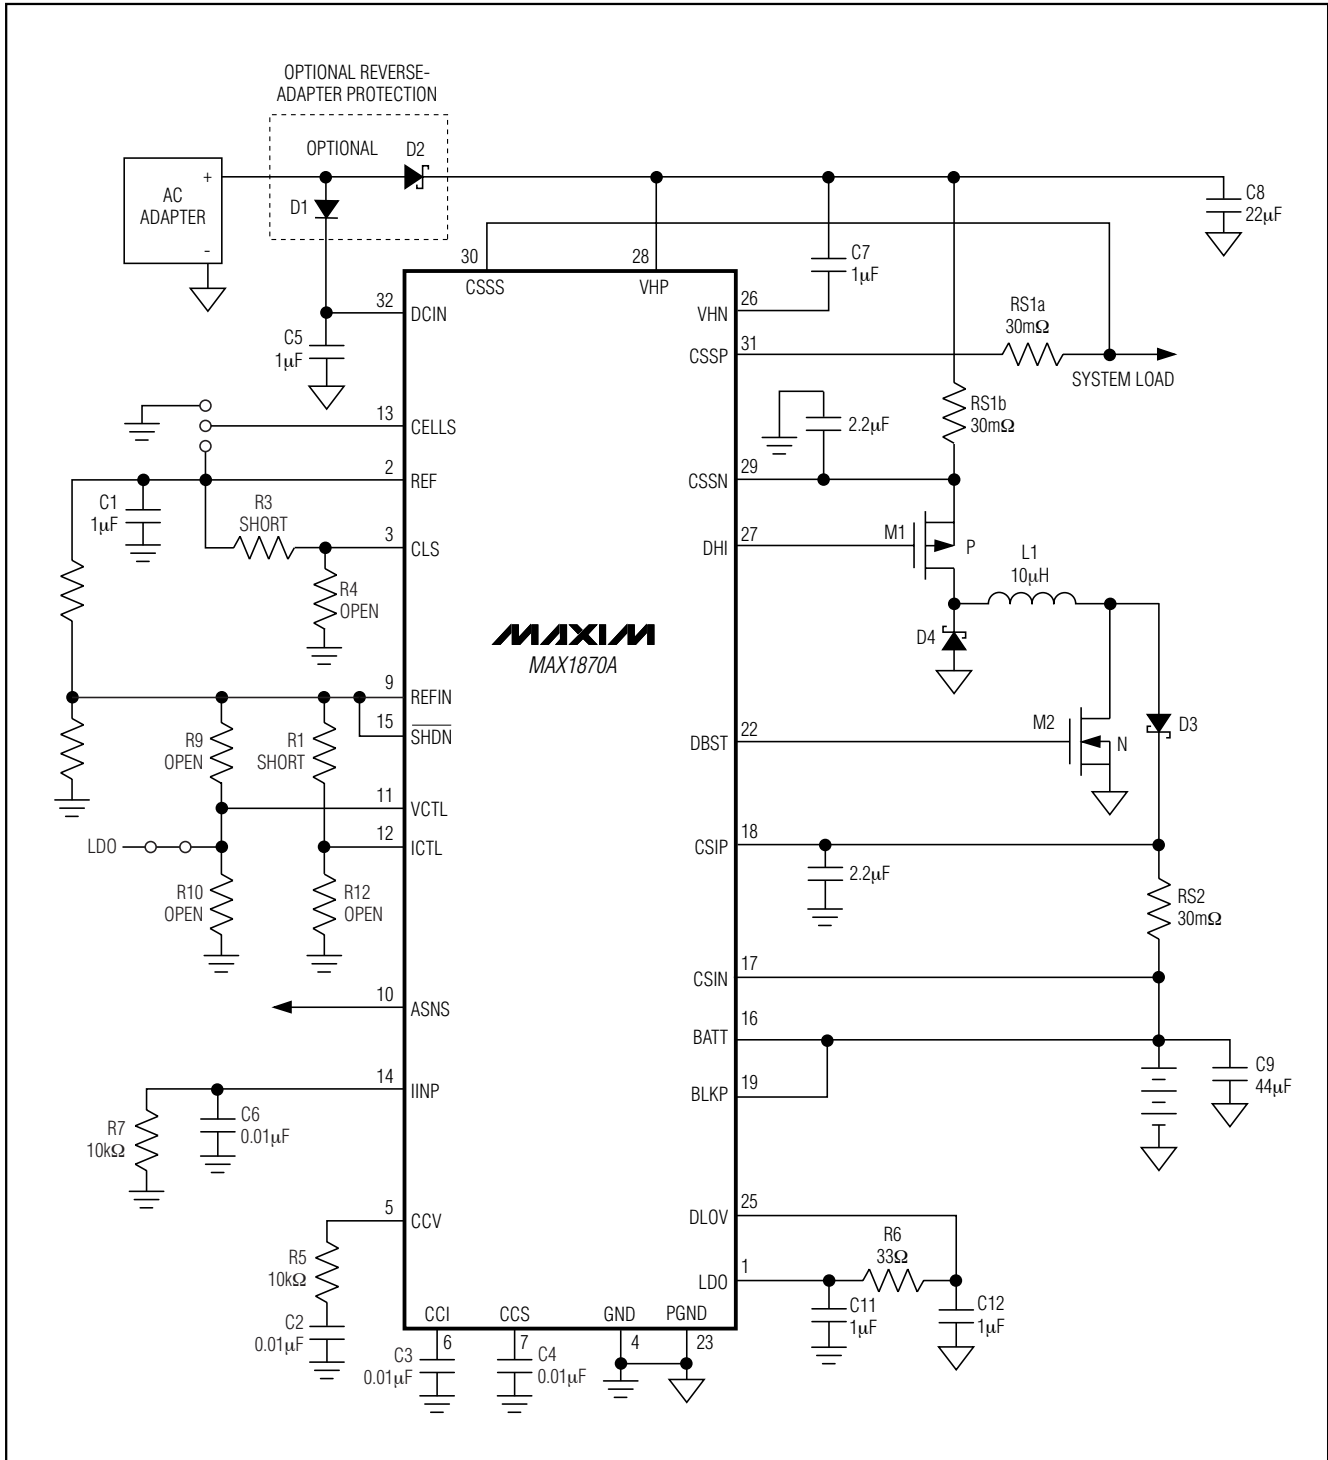 OPTIONAL REVERSE-
ADAPTER PROTECTION
OPTIONAL
D2
AC
ADAPTER
+
-
D1
C8
22µF
30
CSSS
28
VHP
C7
1µF
32
DCIN
26
VHN
C5
1µF
31
CSSP
RS1a
30mΩ
SYSTEM LOAD
13
CELLS
2.2µF
RS1b
30mΩ
2
REF
29
CSSN
C1
1µF
R3
SHORT
3
CLS
27
DHI
M1
P
L1
10µH
R4
OPEN
MAXIM
MAX1870A
D4
9
REFIN
15
SHDN
R9
OPEN
R1
SHORT
22
DBST
M2
N
D3
11
VCTL
LDO
12
ICTL
18
CSIP
2.2µF
R10
OPEN
R12
OPEN
RS2
30mΩ
17
CSIN
10
ASNS
16
BATT
19
BLKP
C9
44µF
14
IINP
R7
10kΩ
C6
0.01µF
5
CCV
25
DLOV
R5
10kΩ
R6
33Ω
1
LDO
C2
0.01µF
C11
1µF
C12
1µF
CCI
CCS
GND
PGND
6
7
4
23
C3
0.01µF
C4
0.01µF